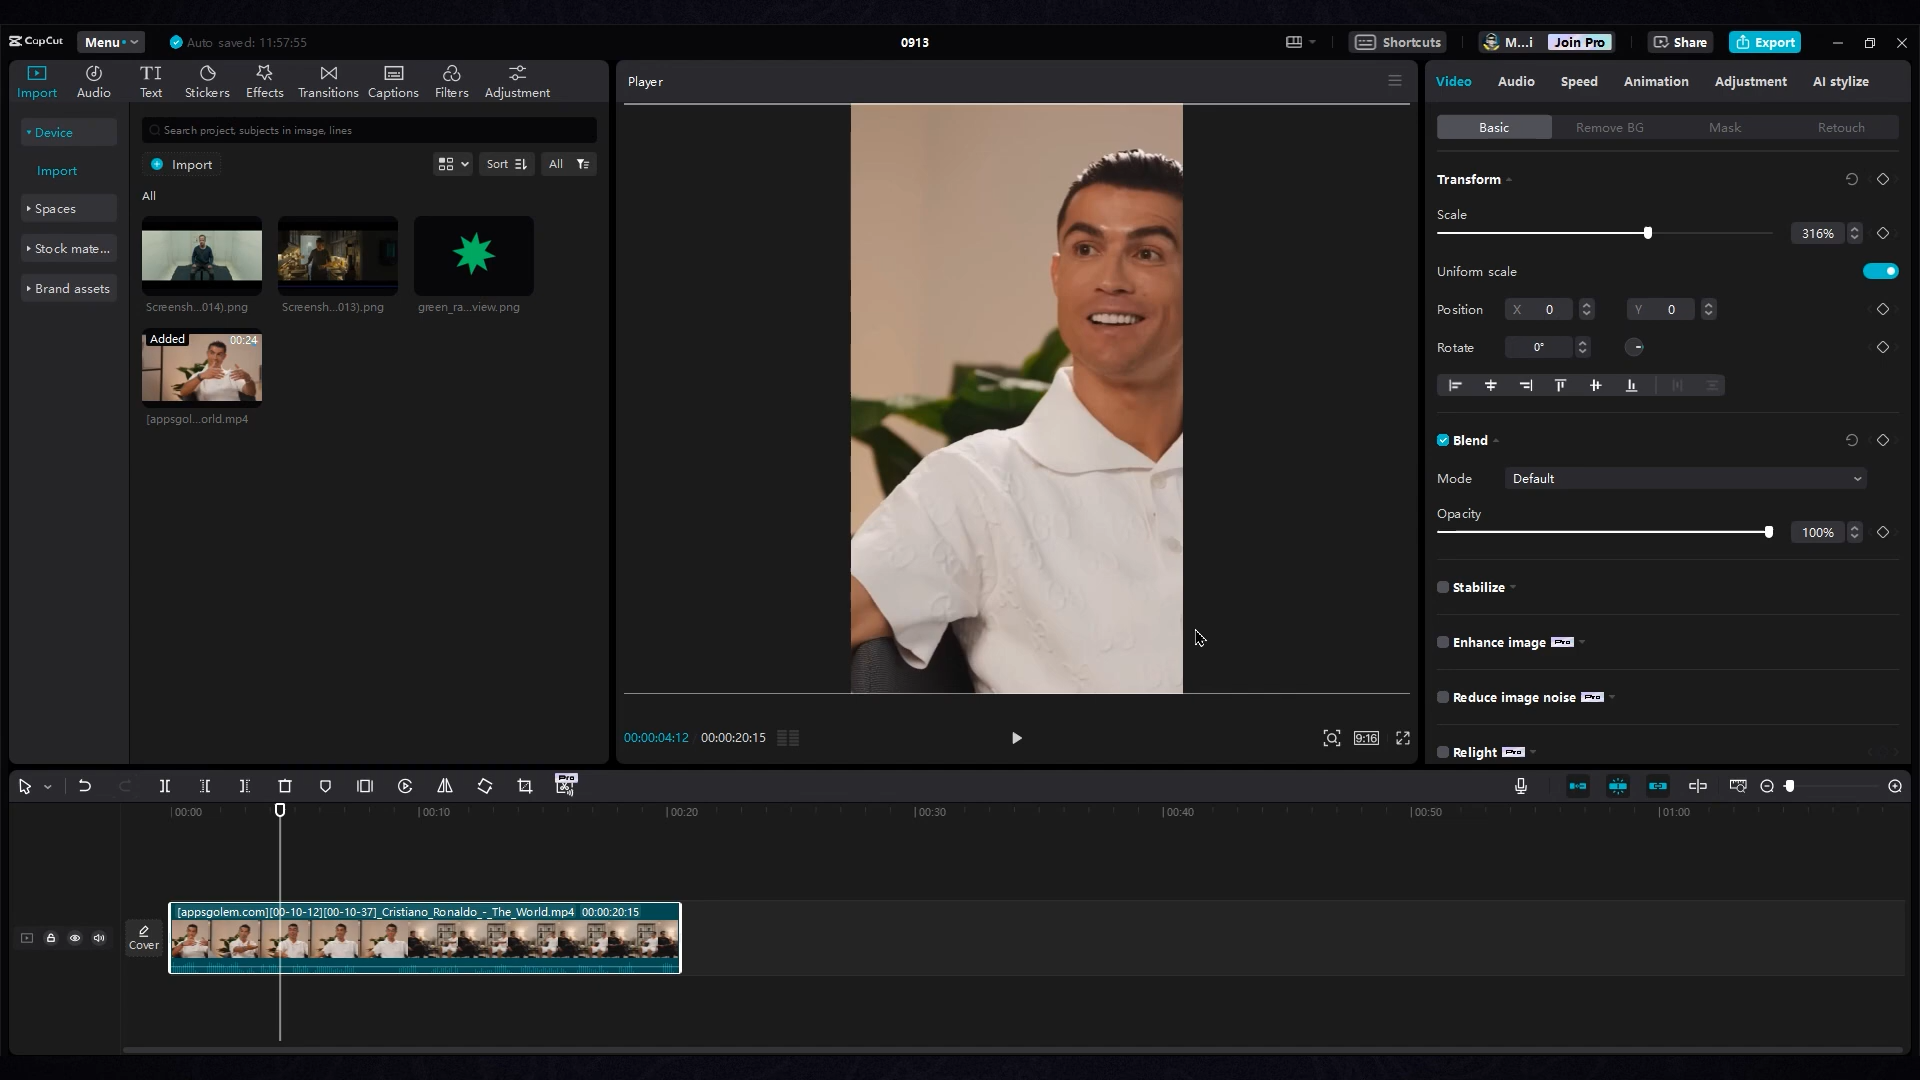 CapCut
Menu
Auto saved: 11:57:55
0913
Shortcuts
M...i
Join Pro
Share
Export
Import
Audio
Text
Stickers
Effects
Transitions
Captions
Filters
Adjustment
Device
Import
Spaces
Stock mate...
Brand assets
Search project, subjects in image, lines
Import
Sort
All
All
Screensh...014).png
Screensh...013).png
green_ra...view.png
Added
00:24
[appsgol...orld.mp4
Player
00:00:04:12
00:00:20:15
9:16
Video
Audio
Speed
Animation
Adjustment
AI stylize
Basic
Remove BG
Mask
Retouch
Transform
Scale
316%
Uniform scale
Position
X 0
Y 0
Rotate
0°
Blend
Mode
Default
Opacity
100%
Stabilize
Enhance image Pro
Reduce image noise Pro
Relight Pro
Pro
00:00
00:10
00:20
00:30
00:40
00:50
01:00
Cover
[appsgolem.com][00-10-12][00-10-37]_Cristiano_Ronaldo_-_The_World.mp4 00:00:20:15